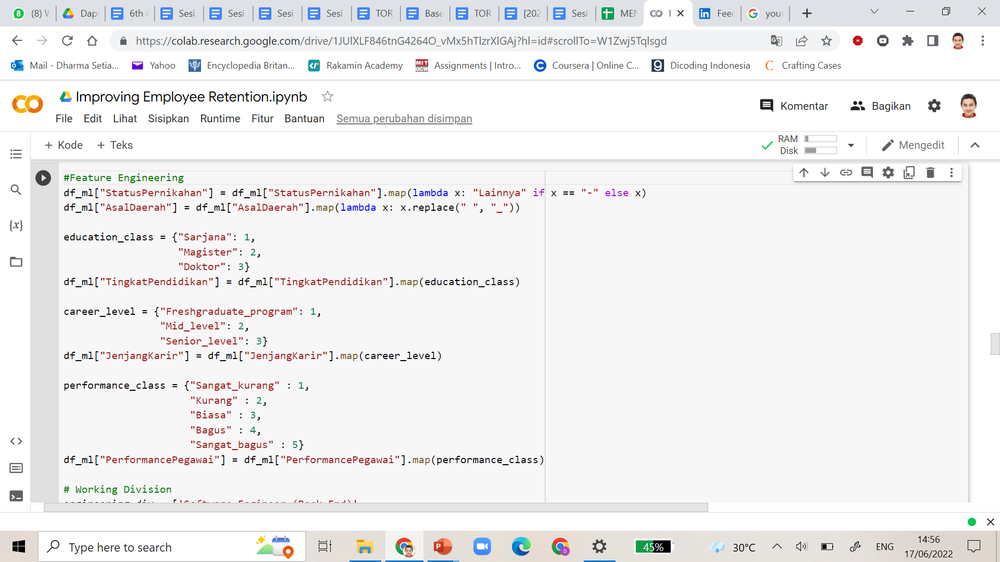 8 (8) W
Dap
6th
Sesi
Sesi
Sesi
Sesi
TOR
Base
TOR
[202
Sesi
MEN
Feed
your
https://colab.research.google.com/drive/1JUlXLF846tnG4264O_vMx5hTlzrXlGAj?hl=id#scrollTo=W1Zwj5Tqlsgd
Mail - Dharma Setia...
Yahoo
Encyclopedia Britan...
Rakamin Academy
MIT OCW Assignments | Intro...
Coursera | Online C...
Dicoding Indonesia
Crafting Cases
Improving Employee Retention.ipynb
File Edit Lihat Sisipkan Runtime Fitur Bantuan Semua perubahan disimpan
Komentar
Bagikan
+ Kode + Teks
RAM
Disk
Mengedit
#Feature Engineering
df_ml["StatusPernikahan"] = df_ml["StatusPernikahan"].map(lambda x: "Lainnya" if x == "-" else x)
df_ml["AsalDaerah"] = df_ml["AsalDaerah"].map(lambda x: x.replace(" ", "_"))
education_class = {"Sarjana": 1,
"Magister": 2,
"Doktor": 3}
df_ml["TingkatPendidikan"] = df_ml["TingkatPendidikan"].map(education_class)
career_level = {"Freshgraduate_program": 1,
"Mid_level": 2,
"Senior_level": 3}
df_ml["JenjangKarir"] = df_ml["JenjangKarir"].map(career_level)
performance_class = {"Sangat_kurang" : 1,
"Kurang" : 2,
"Biasa" : 3,
"Bagus" : 4,
"Sangat_bagus" : 5}
df_ml["PerformancePegawai"] = df_ml["PerformancePegawai"].map(performance_class)
# Working Division
{x}
Type here to search
45%
30°C
ENG
14:56
17/06/2022